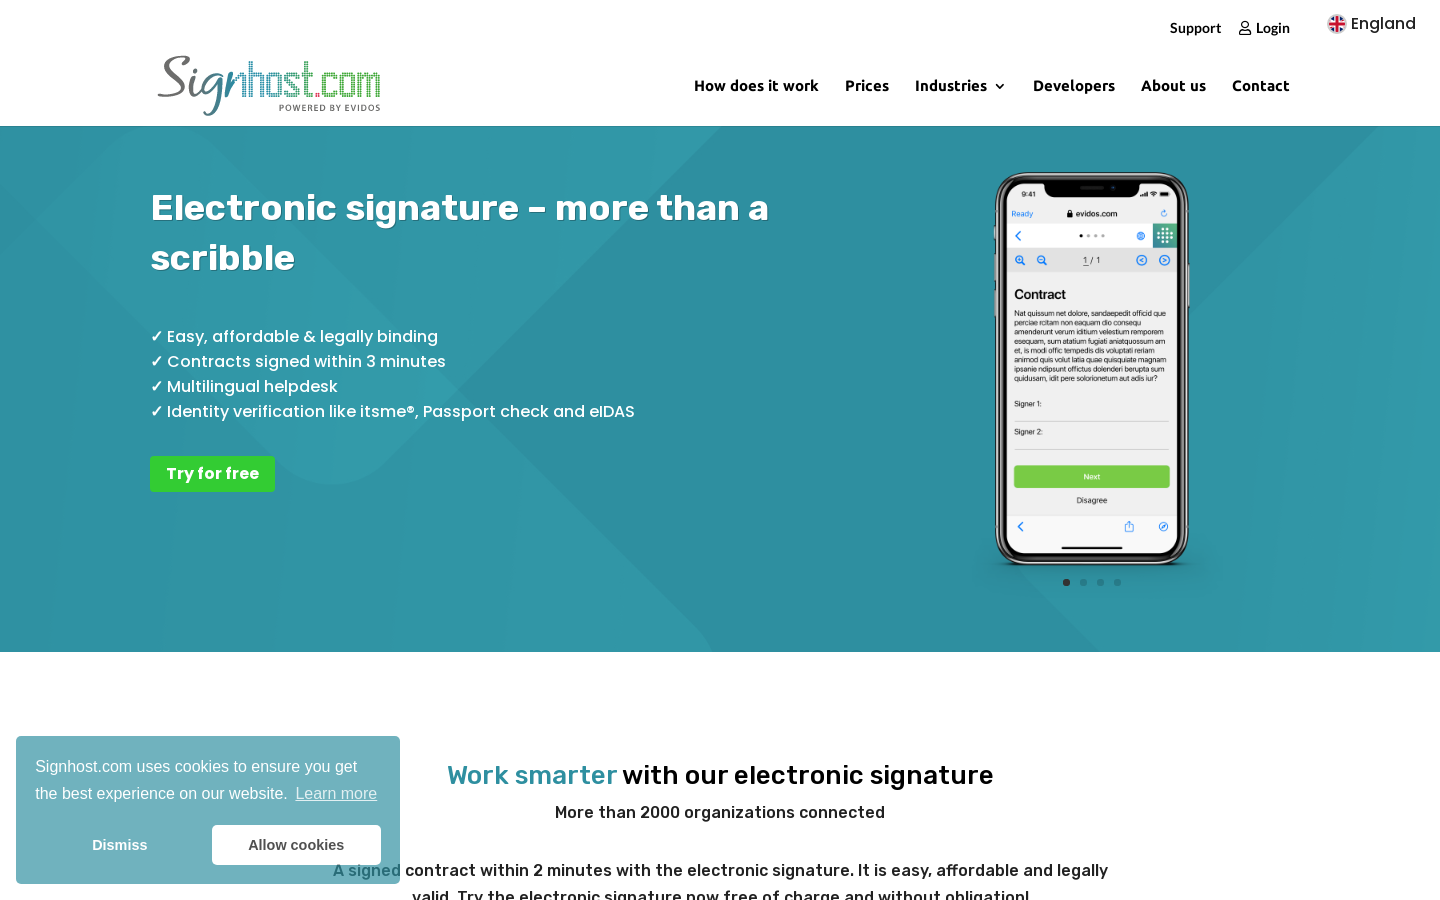 Support
Login
England
Signhost.com
POWERED BY EVIDOS
How does it work
Prices
Industries
Developers
About us
Contact
Electronic signature – more than a
scribble
✓ Easy, affordable & legally binding
✓ Contracts signed within 3 minutes
✓ Multilingual helpdesk
✓ Identity verification like itsme®, Passport check and eIDAS
Try for free
9:41
Ready
evidos.com
1 / 1
Contract
Nat quissum net dolore, sandaepedit officid que
perciae rcitam non eaquam dio consequ
amenderunt verum iditium velestium remporem
esequam, sum atatium fugiati aniatquossum am
et, is modi offic tempedis dis voluptati reriam
animod quis volut latia quae quisquiate magnam
ipsanie ndipsunt offictus dolenderi berupta sum
quidusam, idit pere solorionetum aut adis iur?
Signer 1:
Signer 2:
Next
Disagree
Work smarter with our electronic signature
More than 2000 organizations connected
A signed contract within 2 minutes with the electronic signature. It is easy, affordable and legally
valid. Try the electronic signature now free of charge and without obligation!
Signhost.com uses cookies to ensure you get
the best experience on our website. Learn more
Dismiss
Allow cookies